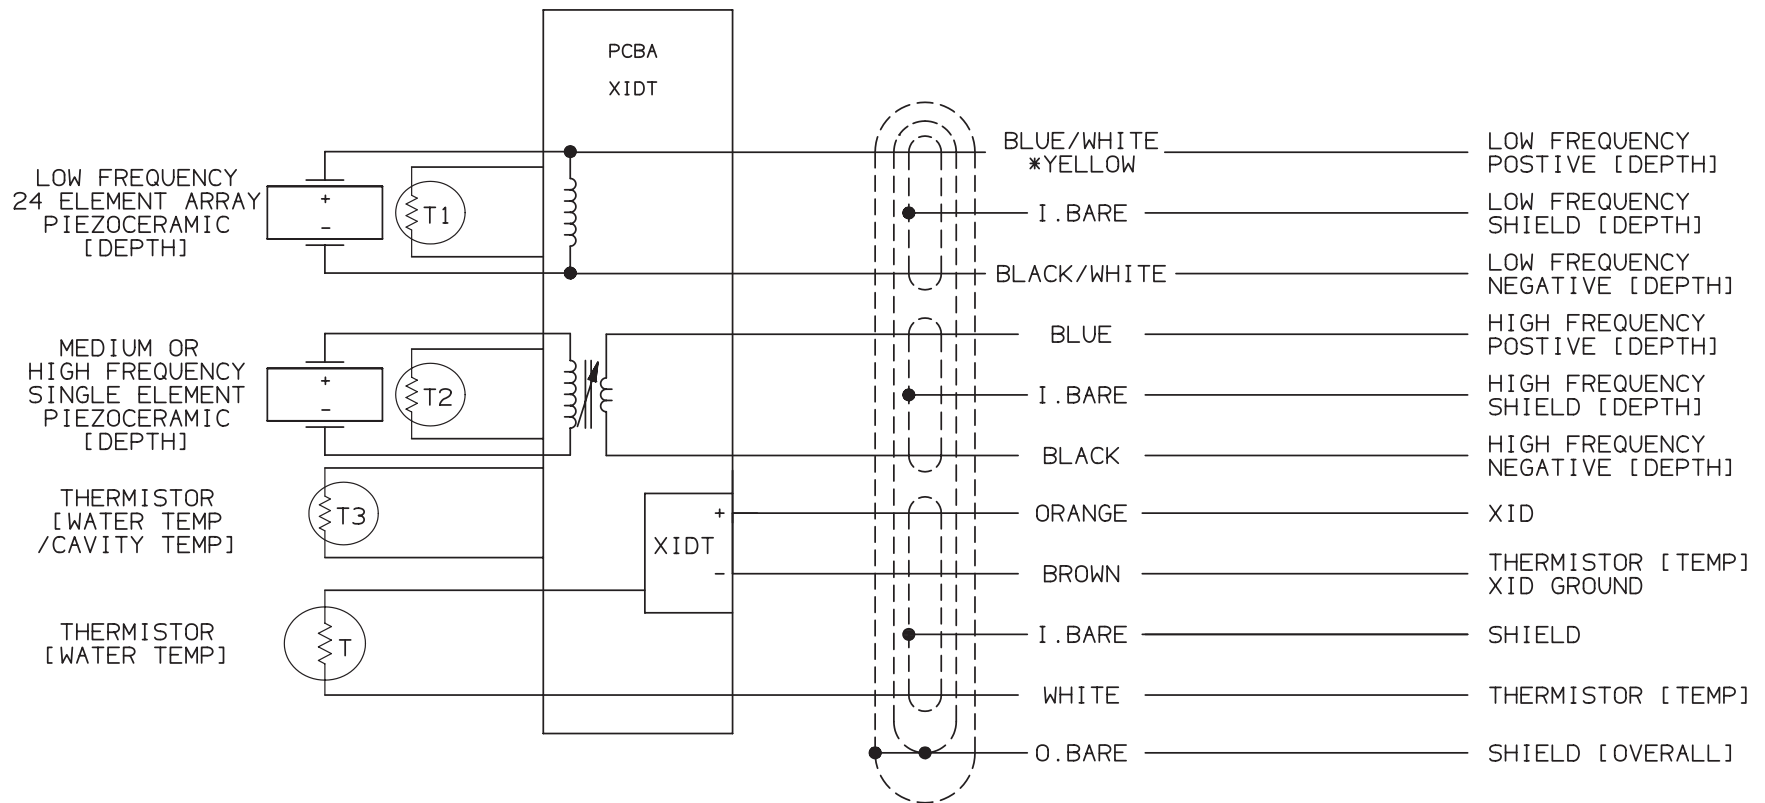 PCBA
XIDT
LOW FREQUENCY
24 ELEMENT ARRAY
PIEZOCERAMIC
[DEPTH]
+
-
T1
MEDIUM OR
HIGH FREQUENCY
SINGLE ELEMENT
PIEZOCERAMIC
[DEPTH]
+
-
T2
THERMISTOR
[WATER TEMP
/CAVITY TEMP]
T3
THERMISTOR
[WATER TEMP]
T
XIDT
+
-
BLUE/WHITE
*YELLOW
LOW FREQUENCY
POSTIVE [DEPTH]
I.BARE
LOW FREQUENCY
SHIELD [DEPTH]
BLACK/WHITE
LOW FREQUENCY
NEGATIVE [DEPTH]
BLUE
HIGH FREQUENCY
POSTIVE [DEPTH]
I.BARE
HIGH FREQUENCY
SHIELD [DEPTH]
BLACK
HIGH FREQUENCY
NEGATIVE [DEPTH]
ORANGE
XID
BROWN
THERMISTOR [TEMP]
XID GROUND
I.BARE
SHIELD
WHITE
THERMISTOR [TEMP]
O.BARE
SHIELD [OVERALL]